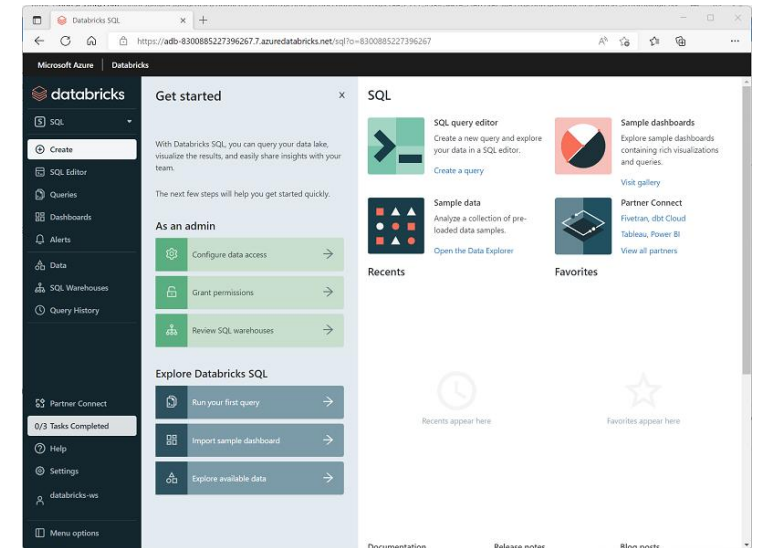 Databricks SQL
https://adb-8300885227396267.7.azuredatabricks.net/sql?o=8300885227396267
Microsoft Azure
Databricks
databricks
SQL
Create
SQL Editor
Queries
Dashboards
Alerts
Data
SQL Warehouses
Query History
Partner Connect
0/3 Tasks Completed
Help
Settings
databricks-ws
Menu options
Get started
With Databricks SQL, you can query your data lake,
visualize the results, and easily share insights with your
team.
The next few steps will help you get started quickly.
As an admin
Configure data access
Grant permissions
Review SQL warehouses
Explore Databricks SQL
Run your first query
Import sample dashboard
Explore available data
SQL
SQL query editor
Create a new query and explore
your data in a SQL editor.
Create a query
Sample dashboards
Explore sample dashboards
containing rich visualizations
and queries.
Visit gallery
Sample data
Analyze a collection of pre-
loaded data samples.
Open the Data Explorer
Partner Connect
Fivetran, dbt Cloud
Tableau, Power BI
View all partners
Recents
Favorites
Recents appear here
Favorites appear here
Documentation
Release notes
Blog posts